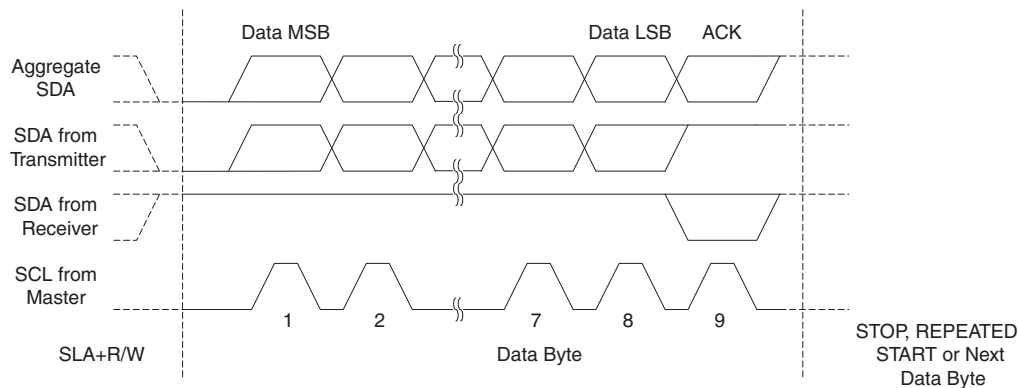 Data MSB
Data LSB
ACK
Aggregate
SDA
SDA from
Transmitter
SDA from
Receiver
SCL from
Master
1
2
7
8
9
SLA+R/W
Data Byte
STOP, REPEATED
START or Next
Data Byte